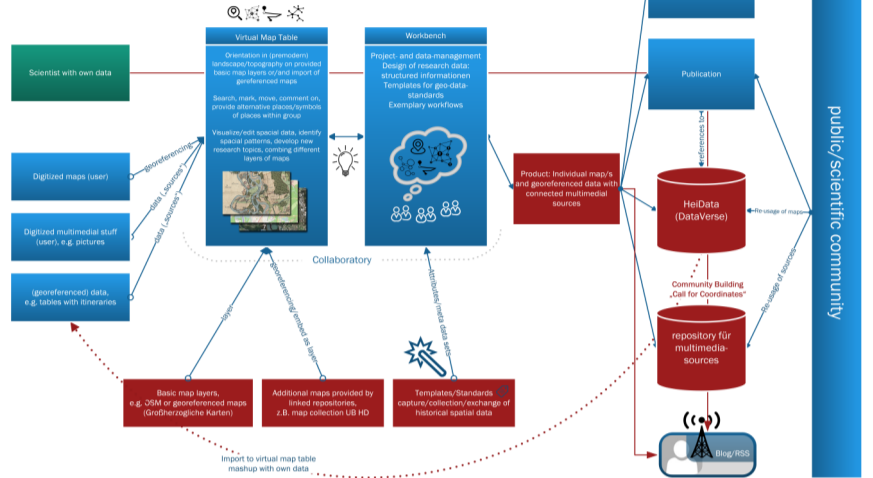 Scientist with own data
Digitized maps (user)
Digitized multimedial stuff
(user), e.g. pictures
(georeferenced) data,
e.g. tables with itineraries
georeferencing
data („sources“)
data („sources“)
Virtual Map Table
Orientation in (premodern)
landscape/topography on provided
basic map layers or/and import of
georeferenced maps
Search, mark, move, comment on,
provide alternative places/symbols
of places within group
Visualize/edit spacial data, identify
spacial patterns, develop new
research topics, combing different
layers of maps
Workbench
Project- and data-management
Design of research data:
structured informationen
Templates for geo-data-
standards
Exemplary workflows
Collaboratory
layer
georeferencing/embed as layer
attributes/meta data sets
Basic map layers,
e.g. OSM or georeferenced maps
(Großherzogliche Karten)
Additional maps provided by
linked repositories,
z.B. map collection UB HD
Templates/Standards
capture/collection/exchange of
historical spatial data
Import to virtual map table
mashup with own data
Product: Individual map/s
and georeferenced data with
connected multimedial
sources
Publication
references to
HeiData
(DataVerse)
Community Building
„Call for Coordinates“
repository für
multimedia-
sources
Blog/RSS
Re-usage of maps
Re-usage of sources
public/scientific community